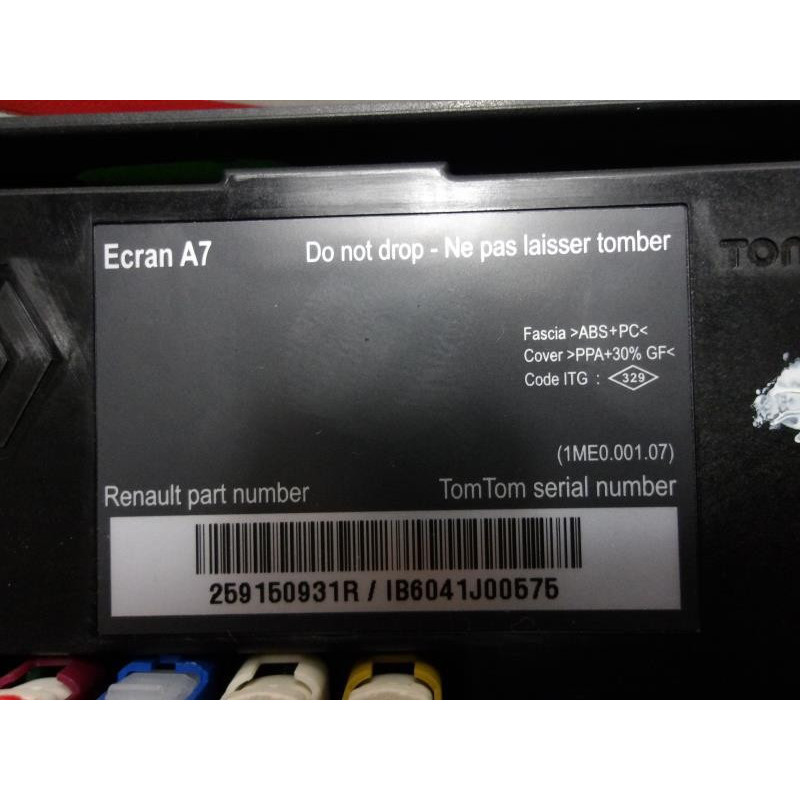 Ecran A7
Do not drop - Ne pas laisser tomber
Fascia >ABS+PC<
Cover >PPA+30% GF<
Code ITG : 329
(1ME0.001.07)
Renault part number
TomTom serial number
259150931R / IB6041J00575